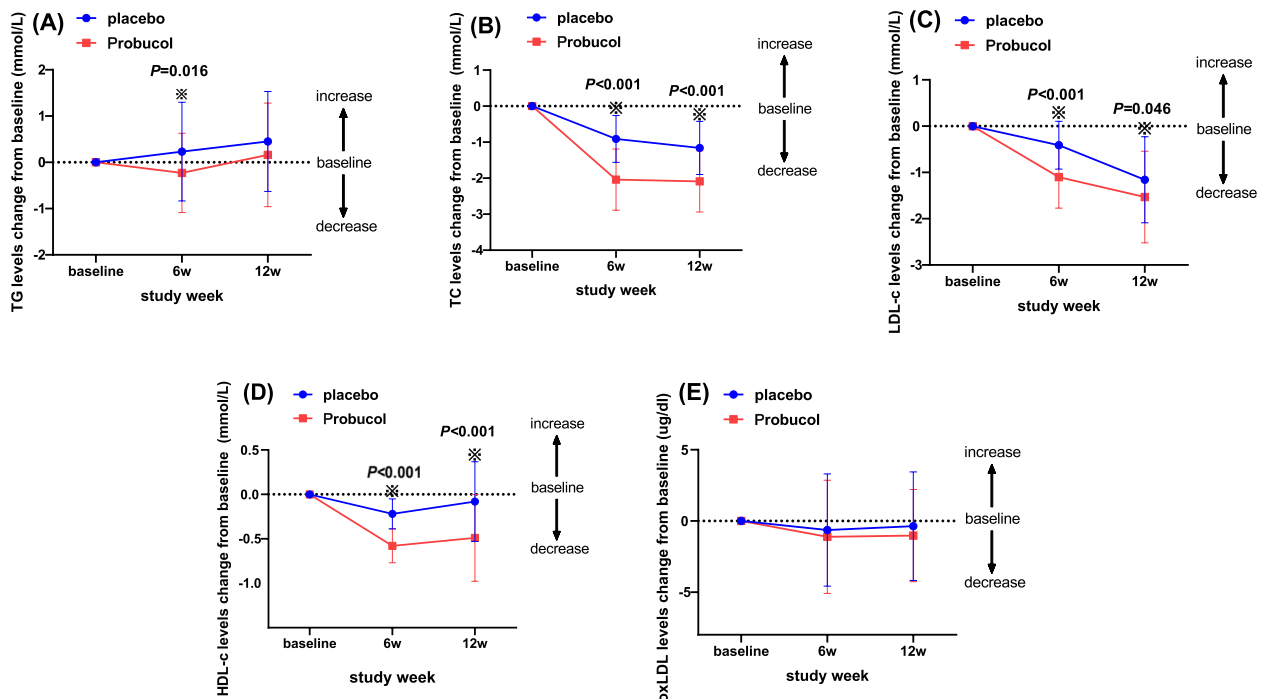 (A)
placebo
Probucol
TG levels change from baseline (mmol/L)
P=0.016
※
2
1
0
-1
-2
baseline
6w
12w
study week
increase
baseline
decrease
(B)
placebo
Probucol
TC levels change from baseline (mmol/L)
P<0.001
※
P<0.001
※
1
0
-1
-2
-3
-4
baseline
6w
12w
study week
increase
baseline
decrease
(C)
placebo
Probucol
LDL-c levels change from baseline (mmol/L)
P<0.001
※
P=0.046
※
1
0
-1
-2
-3
baseline
6w
12w
study week
increase
baseline
decrease
(D)
placebo
Probucol
HDL-c levels change from baseline (mmol/L)
P<0.001
※
P<0.001
※
0.5
0.0
-0.5
-1.0
baseline
6w
12w
study week
increase
baseline
decrease
(E)
placebo
Probucol
oxLDL levels change from baseline (ug/dl)
5
0
-5
baseline
6w
12w
study week
increase
baseline
decrease